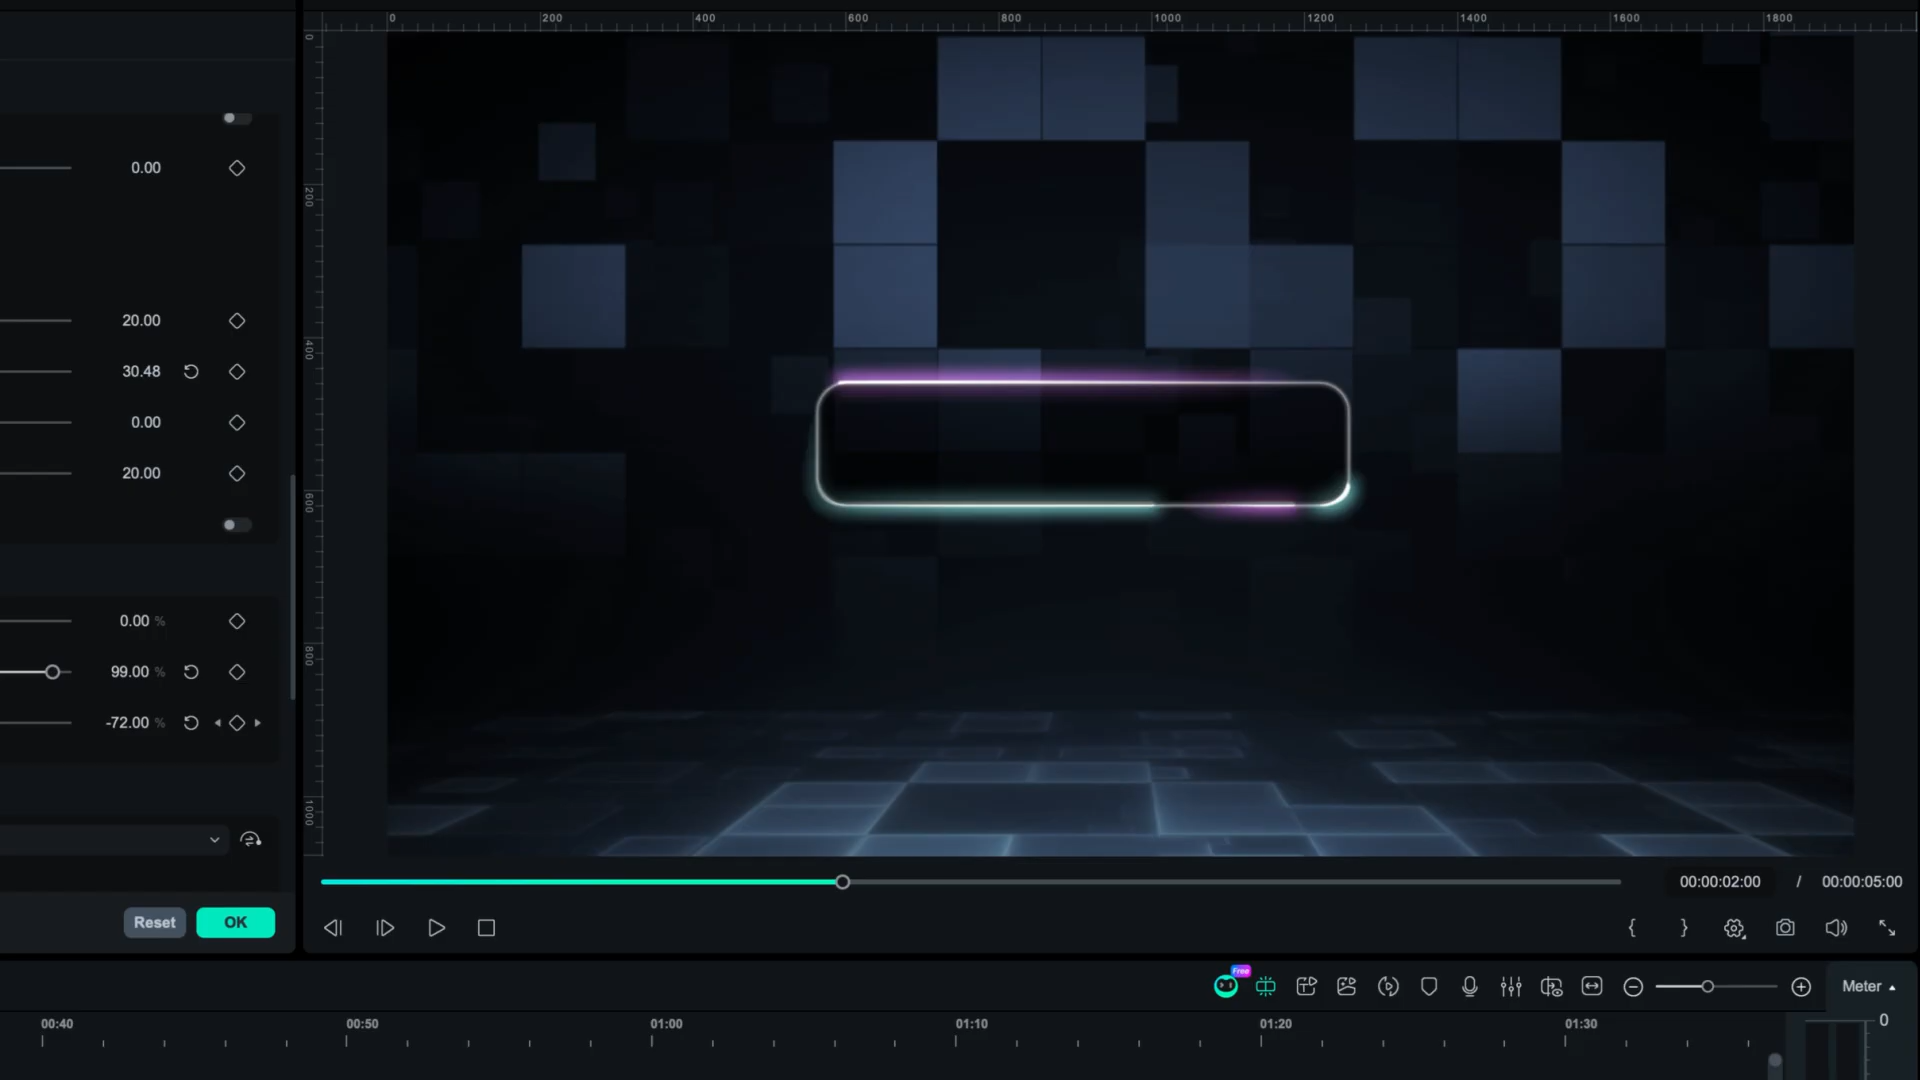 0 200 400 600 800 1000 1200 1400 1600 1800
0
200
400
600
800
1000
0.00
20.00
30.48
0.00
20.00
0.00 %
99.00 %
-72.00 %
Reset OK
00:00:02:00 / 00:00:05:00
Free
Meter
00:40 00:50 01:00 01:10 01:20 01:30
0